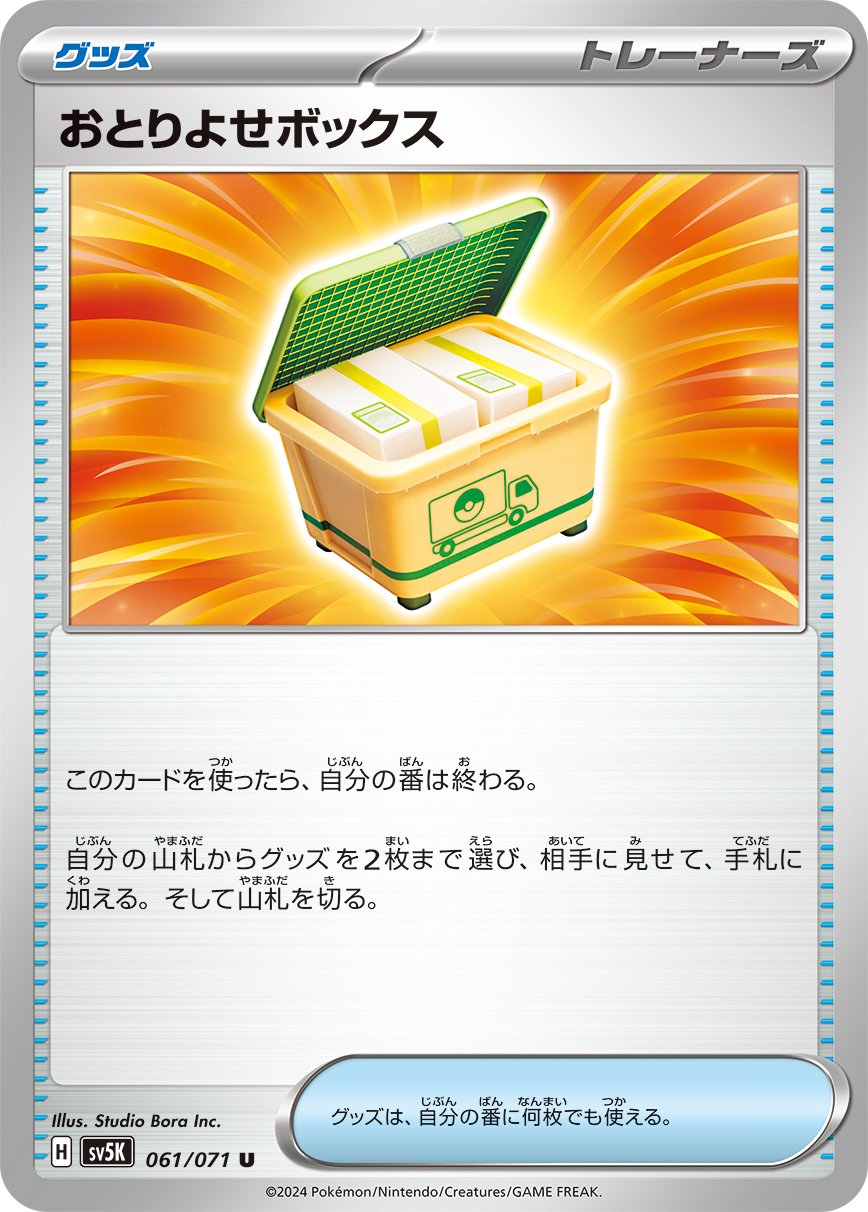 グッズ トレーナーズ
おとりよせボックス
このカードを使ったら、自分の番は終わる。
自分の山札からグッズを2枚まで選び、相手に見せて、手札に
加える。そして山札を切る。
Illus. Studio Bora Inc.
グッズは、自分の番に何枚でも使える。
H sv5K 061/071 U
©2024 Pokémon/Nintendo/Creatures/GAME FREAK.